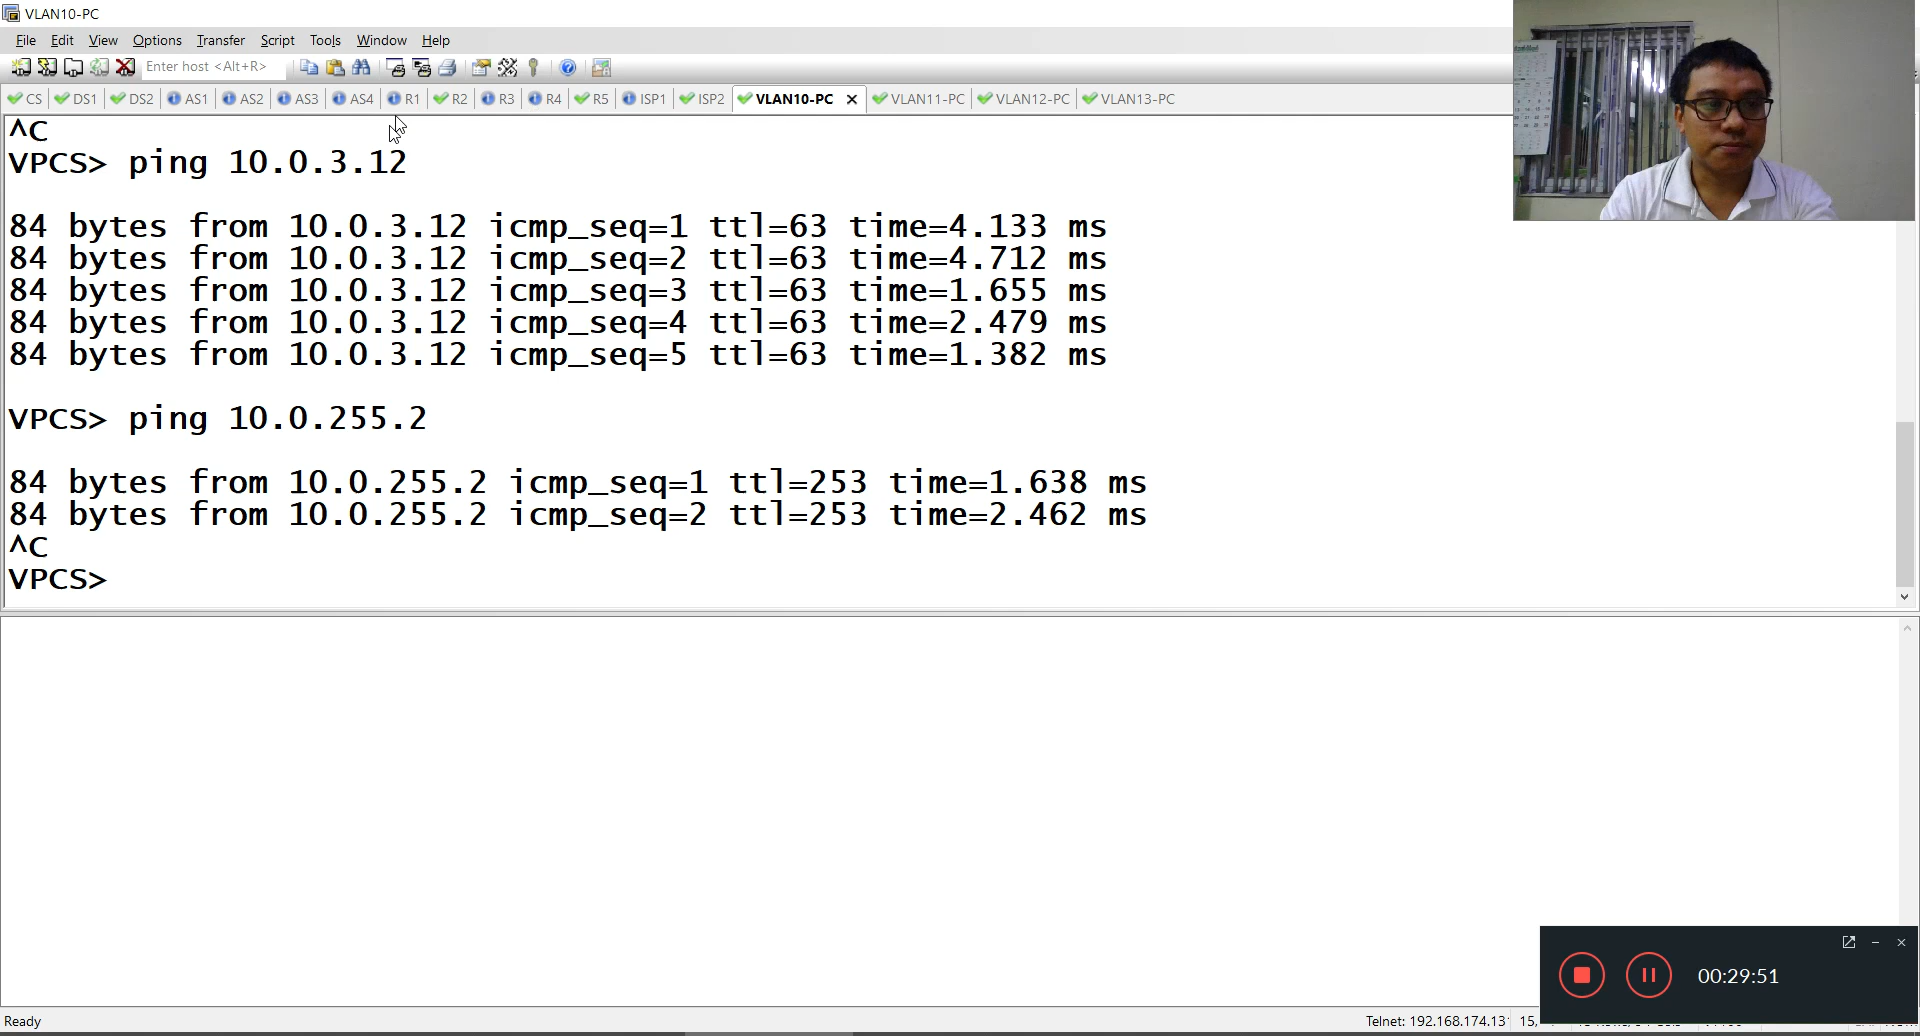 VLAN10-PC
File Edit View Options Transfer Script Tools Window Help
Enter host <Alt+R>
CS DS1 DS2 AS1 AS2 AS3 AS4 R1 R2 R3 R4 R5 ISP1 ISP2 VLAN10-PC VLAN11-PC VLAN12-PC VLAN13-PC
^C
VPCS> ping 10.0.3.12
84 bytes from 10.0.3.12 icmp_seq=1 ttl=63 time=4.133 ms
84 bytes from 10.0.3.12 icmp_seq=2 ttl=63 time=4.712 ms
84 bytes from 10.0.3.12 icmp_seq=3 ttl=63 time=1.655 ms
84 bytes from 10.0.3.12 icmp_seq=4 ttl=63 time=2.479 ms
84 bytes from 10.0.3.12 icmp_seq=5 ttl=63 time=1.382 ms
VPCS> ping 10.0.255.2
84 bytes from 10.0.255.2 icmp_seq=1 ttl=253 time=1.638 ms
84 bytes from 10.0.255.2 icmp_seq=2 ttl=253 time=2.462 ms
^C
VPCS>
00:29:51
Ready Telnet: 192.168.174.13 15,